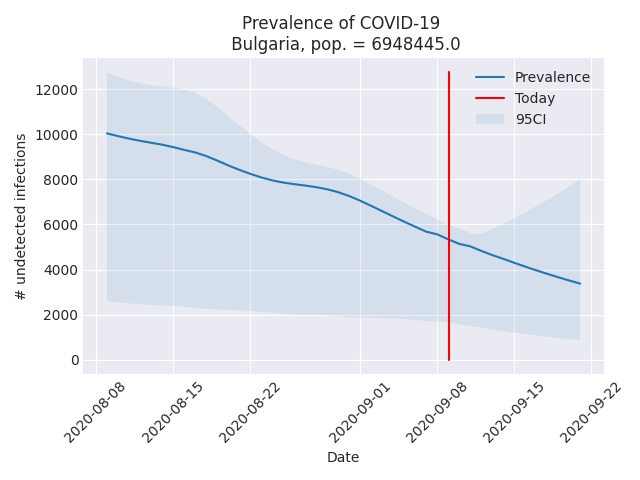 Prevalence of COVID-19
Bulgaria, pop. = 6948445.0
Prevalence
Today
95CI
# undetected infections
12000
10000
8000
6000
4000
2000
0
2020-08-08
2020-08-15
2020-08-22
2020-09-01
2020-09-08
2020-09-15
2020-09-22
Date